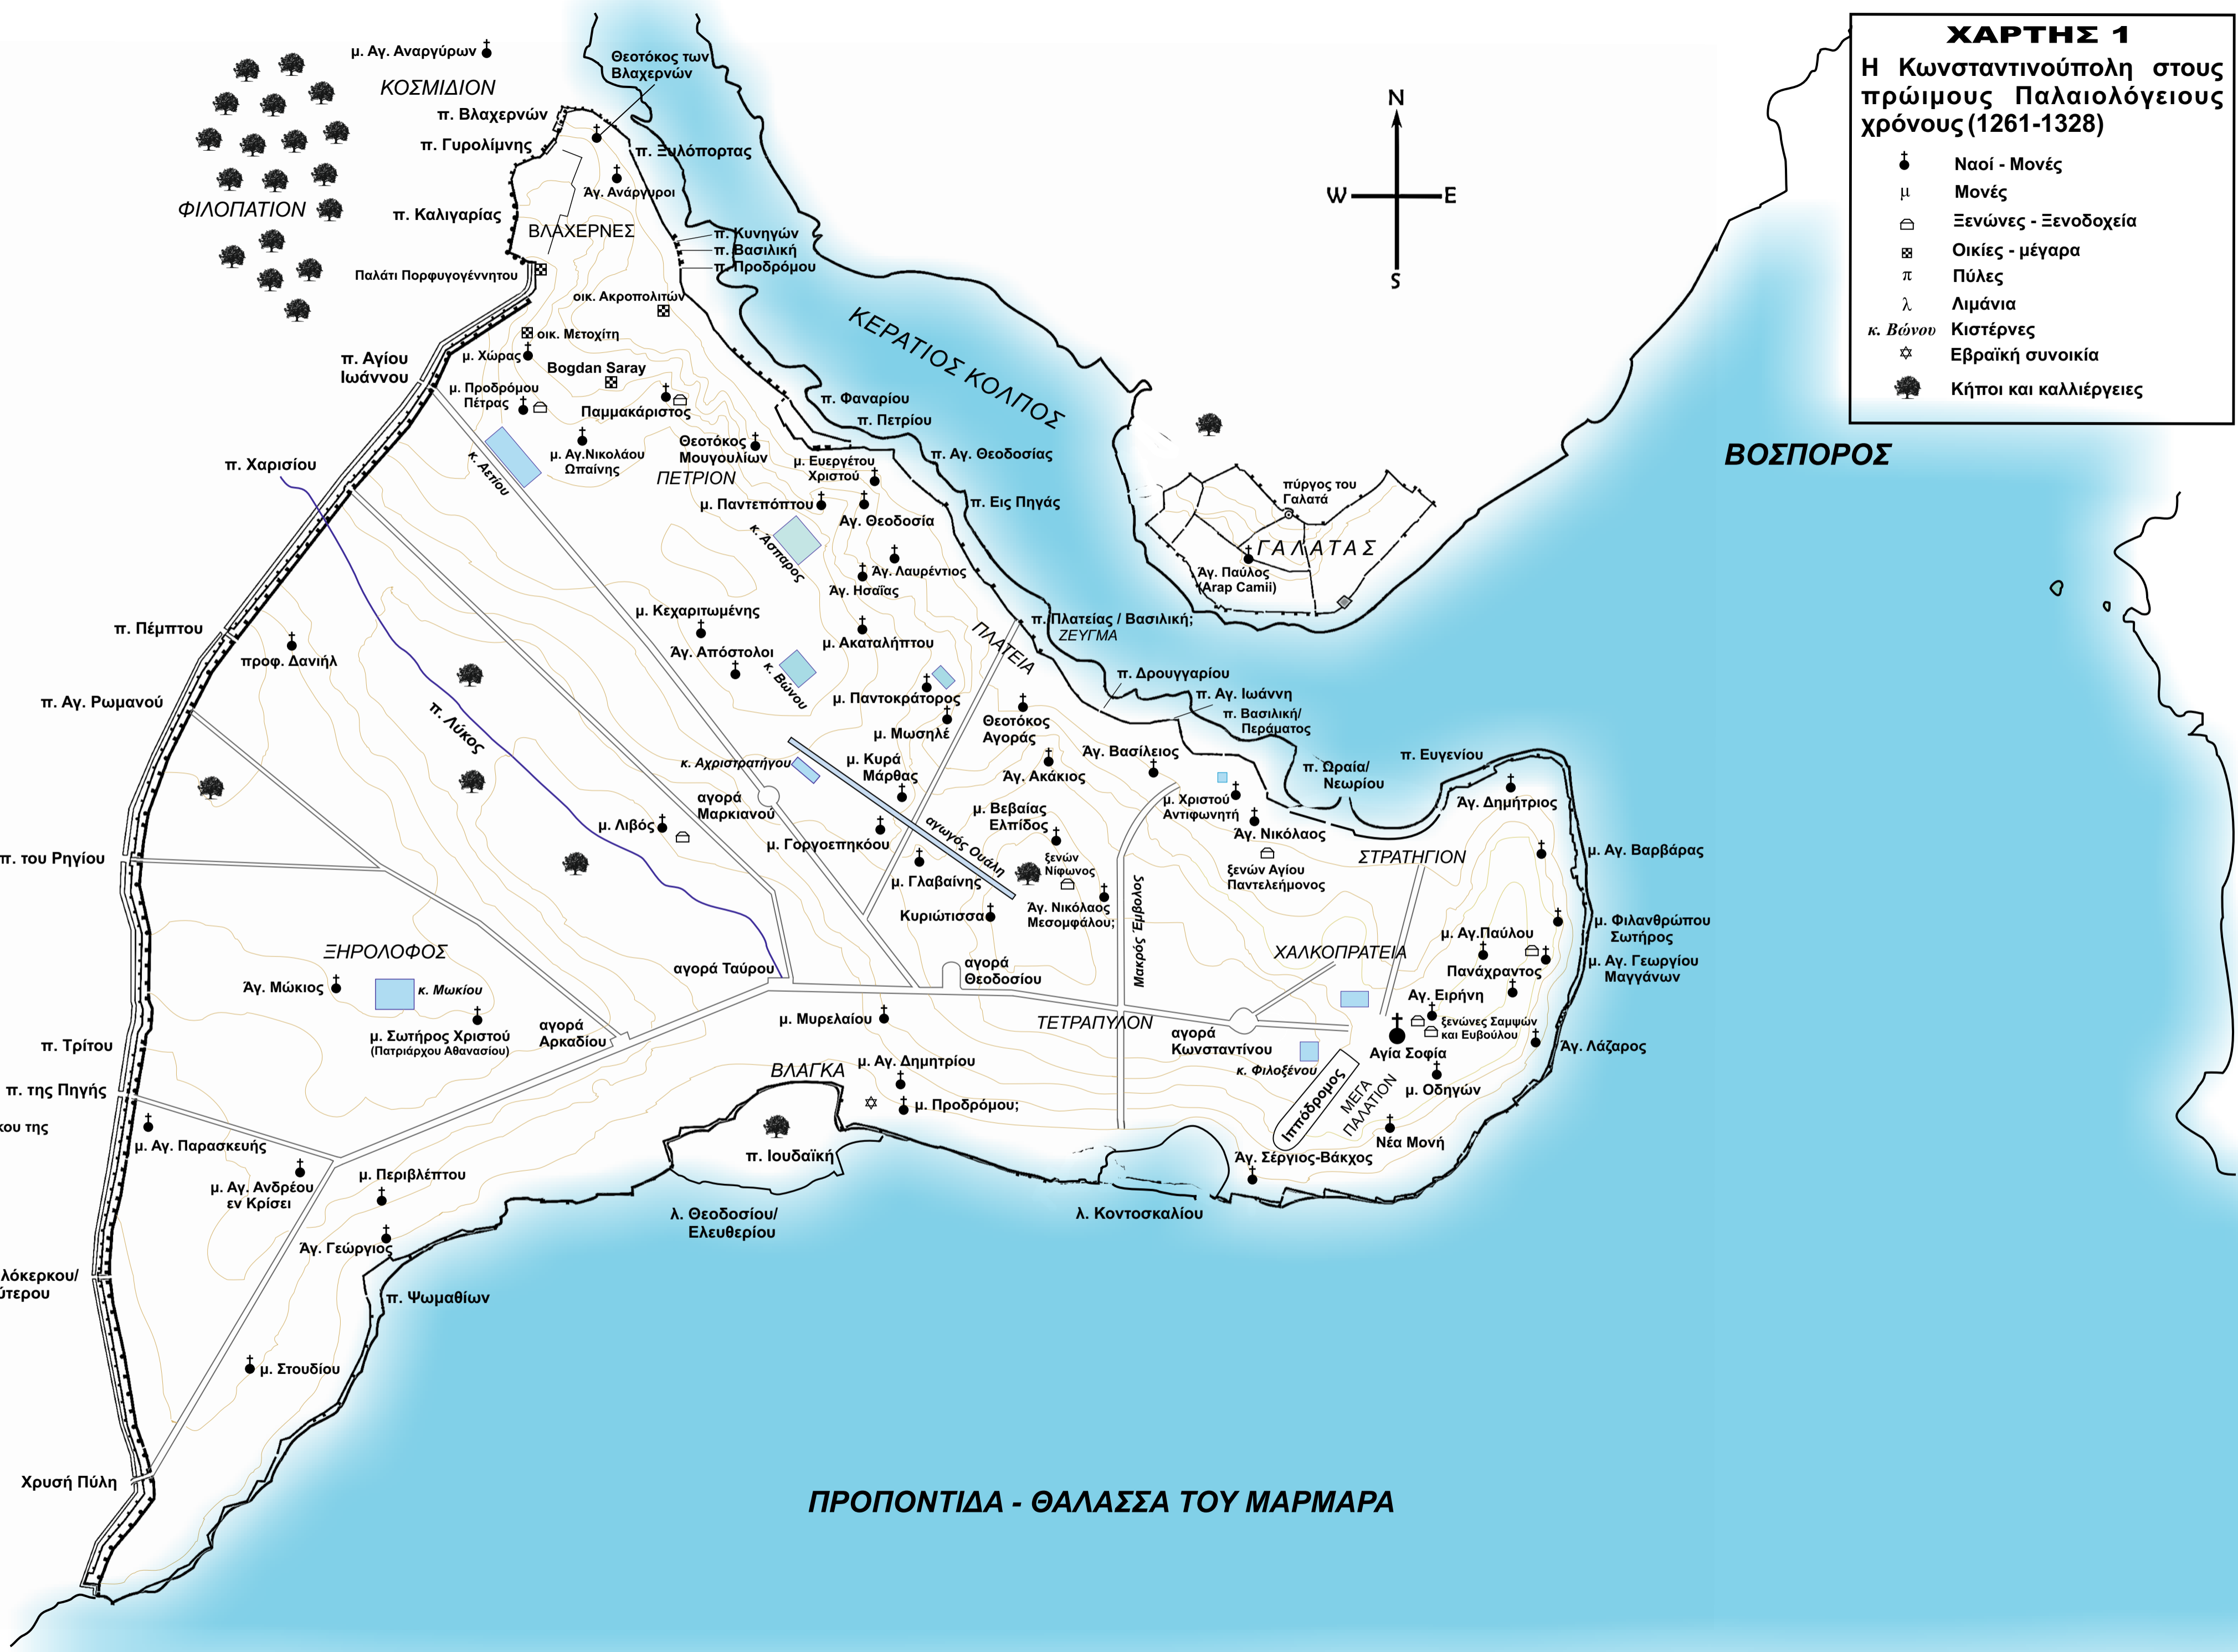 ΧΑΡΤΗΣ 1
Η Κωνσταντινούπολη στους
πρώιμους Παλαιολόγειους
χρόνους (1261-1328)
Ναοί - Μονές
μ Μονές
Ξενώνες - Ξενοδοχεία
Οικίες - μέγαρα
π Πύλες
λ Λιμάνια
κ. Βώνου Κιστέρνες
Εβραϊκή συνοικία
Κήποι και καλλιέργειες
N
W E
S
μ. Αγ. Αναργύρων
ΚΟΣΜΙΔΙΟΝ
Θεοτόκος των
Βλαχερνών
π. Βλαχερνών
π. Γυρολίμνης
π. Ξυλόπορτας
Άγ. Ανάργυροι
ΦΙΛΟΠΑΤΙΟΝ
π. Καλιγαρίας
ΒΛΑΧΕΡΝΕΣ
π. Κυνηγών
π. Βασιλική
π. Προδρόμου
Παλάτι Πορφυγογέννητου
οικ. Ακροπολιτών
οικ. Μετοχίτη
μ. Χώρας
π. Αγίου
Ιωάννου
Bogdan Saray
μ. Προδρόμου
Πέτρας
Παμμακάριστος
ΚΕΡΑΤΙΟΣ ΚΟΛΠΟΣ
π. Φαναρίου
π. Πετρίου
π. Αγ. Θεοδοσίας
π. Εις Πηγάς
π. Χαρισίου
κ. Αετίου
μ. Αγ.Νικολάου
Ωπαίνης
Θεοτόκος
Μουγουλίων
ΠΕΤΡΙΟΝ
μ. Ευεργέτου
Χριστού
μ. Παντεπόπτου
Αγ. Θεοδοσία
κ. Άσπαρος
Άγ. Λαυρέντιος
Άγ. Ησαΐας
ΒΟΣΠΟΡΟΣ
πύργος του
Γαλατά
ΓΑΛΑΤΑΣ
Άγ. Παύλος
(Arap Camii)
π. Πέμπτου
προφ. Δανιήλ
μ. Κεχαριτωμένης
Άγ. Απόστολοι
κ. Βώνου
μ. Ακαταλήπτου
ΠΛΑΤΕΙΑ
π. Πλατείας / Βασιλική;
ΖΕΥΓΜΑ
π. Δρουγγαρίου
π. Αγ. Ιωάννη
π. Βασιλική/
Περάματος
π. Αγ. Ρωμανού
π. Λύκος
μ. Παντοκράτορος
μ. Μωσηλέ
Θεοτόκος
Αγοράς
Άγ. Βασίλειος
Άγ. Ακάκιος
π. Ωραία/
Νεωρίου
π. Ευγενίου
Άγ. Δημήτριος
κ. Αχριστρατήγου
μ. Κυρά
Μάρθας
αγορά
Μαρκιανού
μ. Λιβός
μ. Γοργοεπηκόου
αγωγός Ουάλη
μ. Βεβαίας
Ελπίδος
μ. Χριστού
Αντιφωνητή
Άγ. Νικόλαος
ξενών Αγίου
Παντελεήμονος
ΣΤΡΑΤΗΓΙΟΝ
μ. Αγ. Βαρβάρας
π. του Ρηγίου
μ. Γλαβαίνης
ξενών
Νίφωνος
Κυριώτισσα
Άγ. Νικόλαος
Μεσομφάλου;
Μακρός Έμβολος
μ. Φιλανθρώπου
Σωτήρος
μ. Αγ.Παύλου
Πανάχραντος
μ. Αγ. Γεωργίου
Μαγγάνων
ΧΑΛΚΟΠΡΑΤΕΙΑ
ΞΗΡΟΛΟΦΟΣ
Άγ. Μώκιος
κ. Μωκίου
αγορά Ταύρου
αγορά
Θεοδοσίου
μ. Σωτήρος Χριστού
(Πατριάρχου Αθανασίου)
αγορά
Αρκαδίου
μ. Μυρελαίου
ΤΕΤΡΑΠΥΛΟΝ
αγορά
Κωνσταντίνου
Αγ. Ειρήνη
ξενώνες Σαμψών
και Ευβούλου
Αγία Σοφία
Άγ. Λάζαρος
κ. Φιλοξένου
Ιππόδρομος
ΜΕΓΑ
ΠΑΛΑΤΙΟΝ
μ. Οδηγών
Νέα Μονή
π. Τρίτου
π. της Πηγής
κου της
μ. Αγ. Παρασκευής
ΒΛΑΓΚΑ
μ. Αγ. Δημητρίου
μ. Προδρόμου;
π. Ιουδαϊκή
Άγ. Σέργιος-Βάκχος
μ. Αγ. Ανδρέου
εν Κρίσει
μ. Περιβλέπτου
Άγ. Γεώργιος
λ. Θεοδοσίου/
Ελευθερίου
λ. Κοντοσκαλίου
λόκερκου/
ύτερου
π. Ψωμαθίων
μ. Στουδίου
Χρυσή Πύλη
ΠΡΟΠΟΝΤΙΔΑ - ΘΑΛΑΣΣΑ ΤΟΥ ΜΑΡΜΑΡΑ